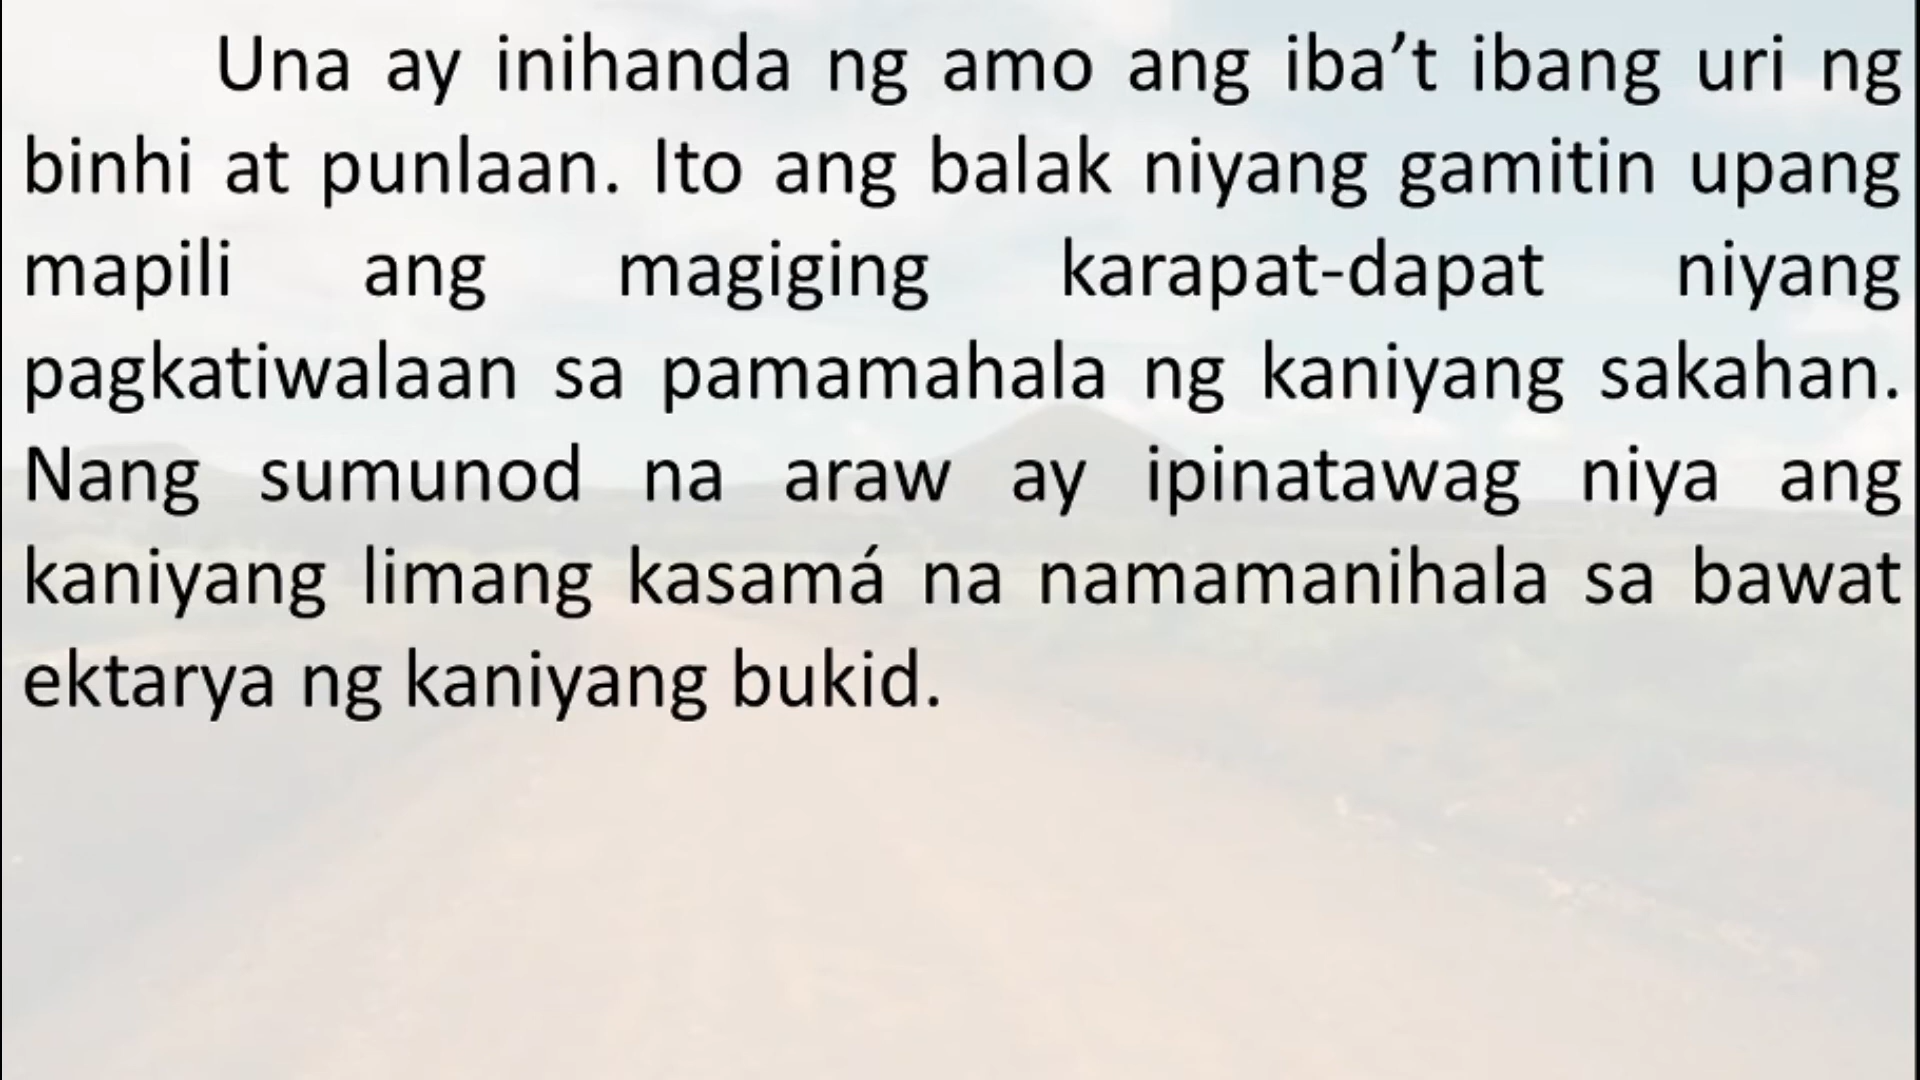 Una ay inihanda ng amo ang iba’t ibang uri ng
binhi at punlaan. Ito ang balak niyang gamitin upang
mapili ang magiging karapat-dapat niyang
pagkatiwalaan sa pamamahala ng kaniyang sakahan.
Nang sumunod na araw ay ipinatawag niya ang
kaniyang limang kasamá na namamanihala sa bawat
ektarya ng kaniyang bukid.